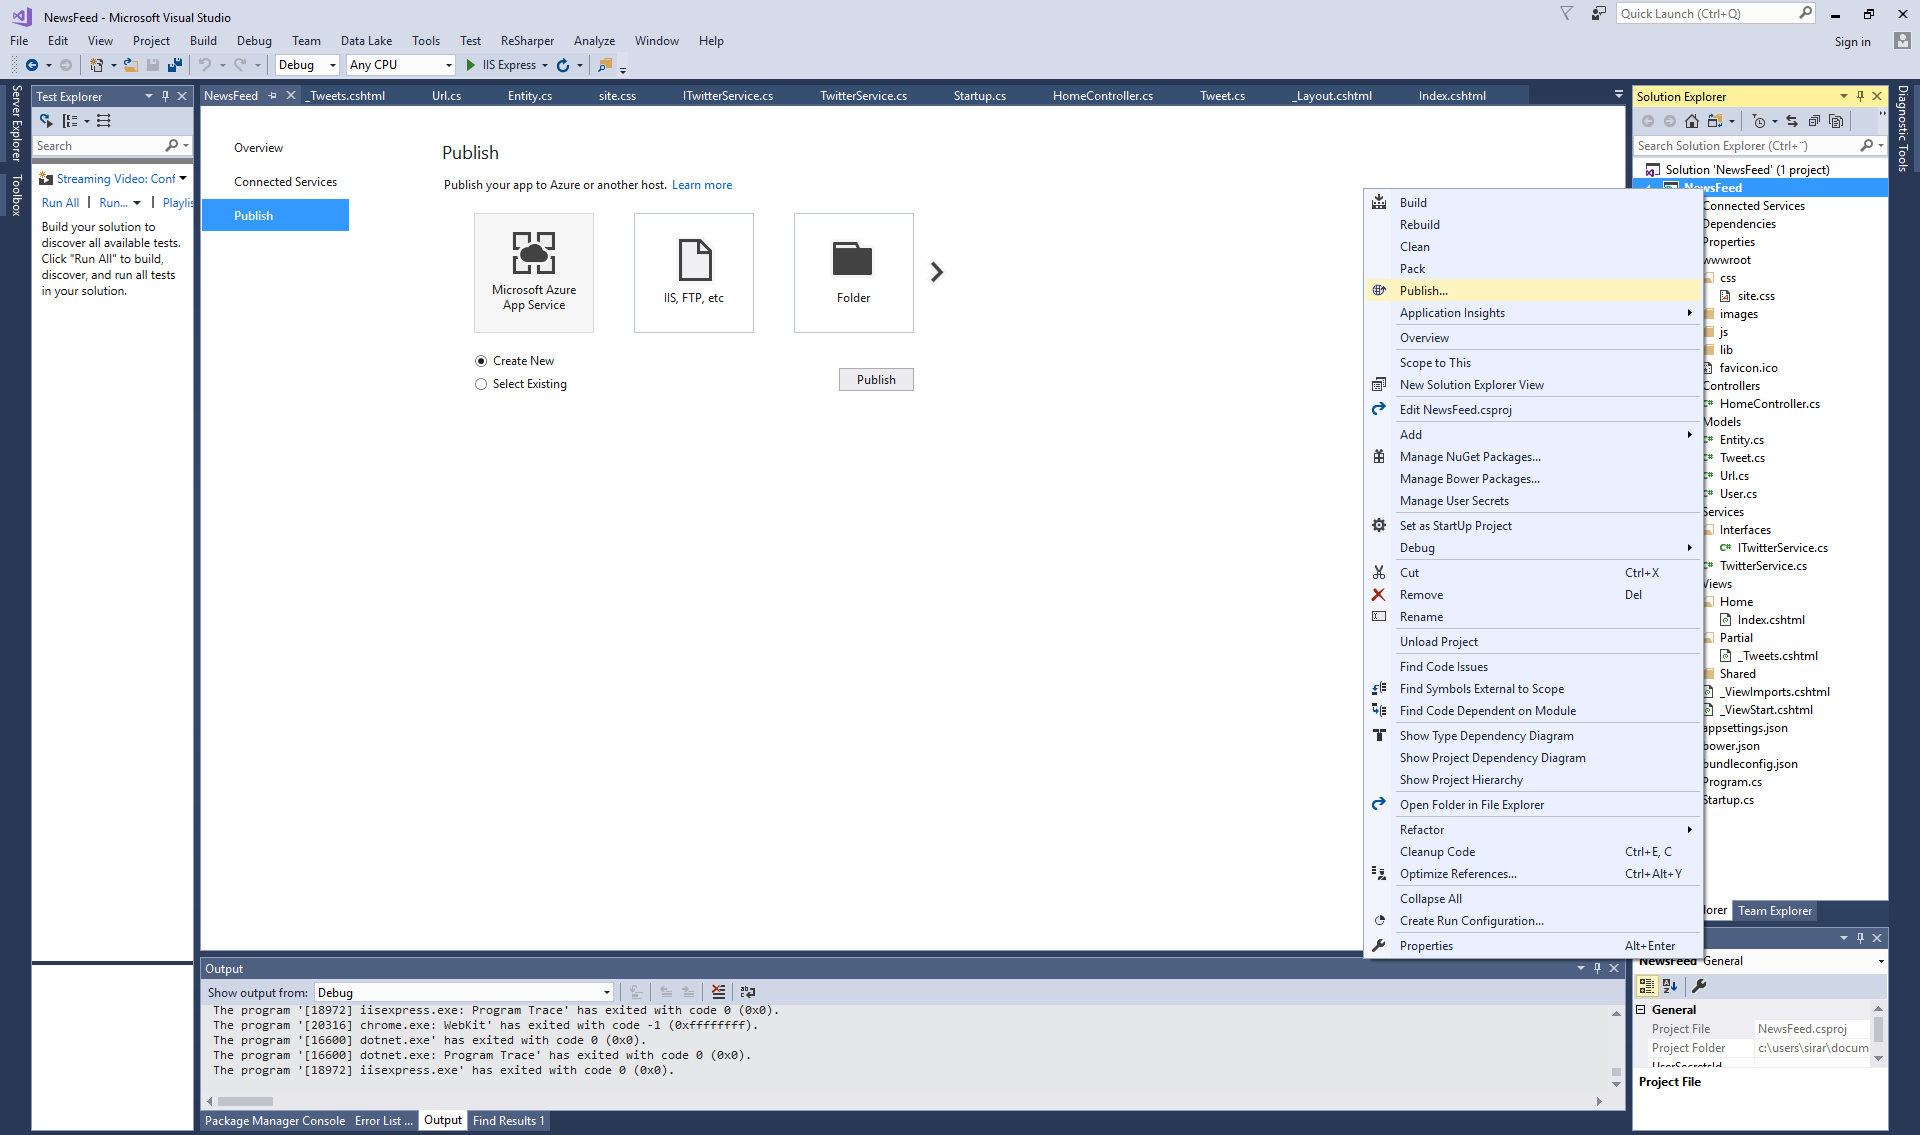 NewsFeed - Microsoft Visual Studio
Quick Launch (Ctrl+Q)
File Edit View Project Build Debug Team Data Lake Tools Test ReSharper Analyze Window Help
Sign in
Debug Any CPU IIS Express
Server Explorer
Toolbox
Test Explorer
Search
Streaming Video: Conf
Run All | Run... | Playlis
Build your solution to
discover all available tests.
Click "Run All" to build,
discover, and run all tests
in your solution.
NewsFeed _Tweets.cshtml Url.cs Entity.cs site.css ITwitterService.cs TwitterService.cs Startup.cs HomeController.cs Tweet.cs _Layout.cshtml Index.cshtml
Overview
Connected Services
Publish
Publish
Publish your app to Azure or another host. Learn more
Microsoft Azure
App Service
IIS, FTP, etc
Folder
Create New
Select Existing
Publish
Build
Rebuild
Clean
Pack
Publish...
Application Insights
Overview
Scope to This
New Solution Explorer View
Edit NewsFeed.csproj
Add
Manage NuGet Packages...
Manage Bower Packages...
Manage User Secrets
Set as StartUp Project
Debug
Cut Ctrl+X
Remove Del
Rename
Unload Project
Find Code Issues
Find Symbols External to Scope
Find Code Dependent on Module
Show Type Dependency Diagram
Show Project Dependency Diagram
Show Project Hierarchy
Open Folder in File Explorer
Refactor
Cleanup Code Ctrl+E, C
Optimize References... Ctrl+Alt+Y
Collapse All
Create Run Configuration...
Properties Alt+Enter
Solution Explorer
Search Solution Explorer (Ctrl+¨)
Solution 'NewsFeed' (1 project)
NewsFeed
Connected Services
Dependencies
Properties
wwwroot
css
site.css
images
js
lib
favicon.ico
Controllers
C# HomeController.cs
Models
C# Entity.cs
C# Tweet.cs
C# Url.cs
C# User.cs
Services
Interfaces
C# ITwitterService.cs
C# TwitterService.cs
Views
Home
Index.cshtml
Partial
_Tweets.cshtml
Shared
_ViewImports.cshtml
_ViewStart.cshtml
appsettings.json
bower.json
bundleconfig.json
Program.cs
Startup.cs
lorer Team Explorer
Diagnostic Tools
NewsFeed General
General
Project File NewsFeed.csproj
Project Folder c:\users\sirar\docum
UserSecretsId
Project File
Output
Show output from: Debug
The program '[18972] iisexpress.exe: Program Trace' has exited with code 0 (0x0).
The program '[20316] chrome.exe: WebKit' has exited with code -1 (0xffffffff).
The program '[16600] dotnet.exe' has exited with code 0 (0x0).
The program '[16600] dotnet.exe: Program Trace' has exited with code 0 (0x0).
The program '[18972] iisexpress.exe' has exited with code 0 (0x0).
Package Manager Console Error List ... Output Find Results 1